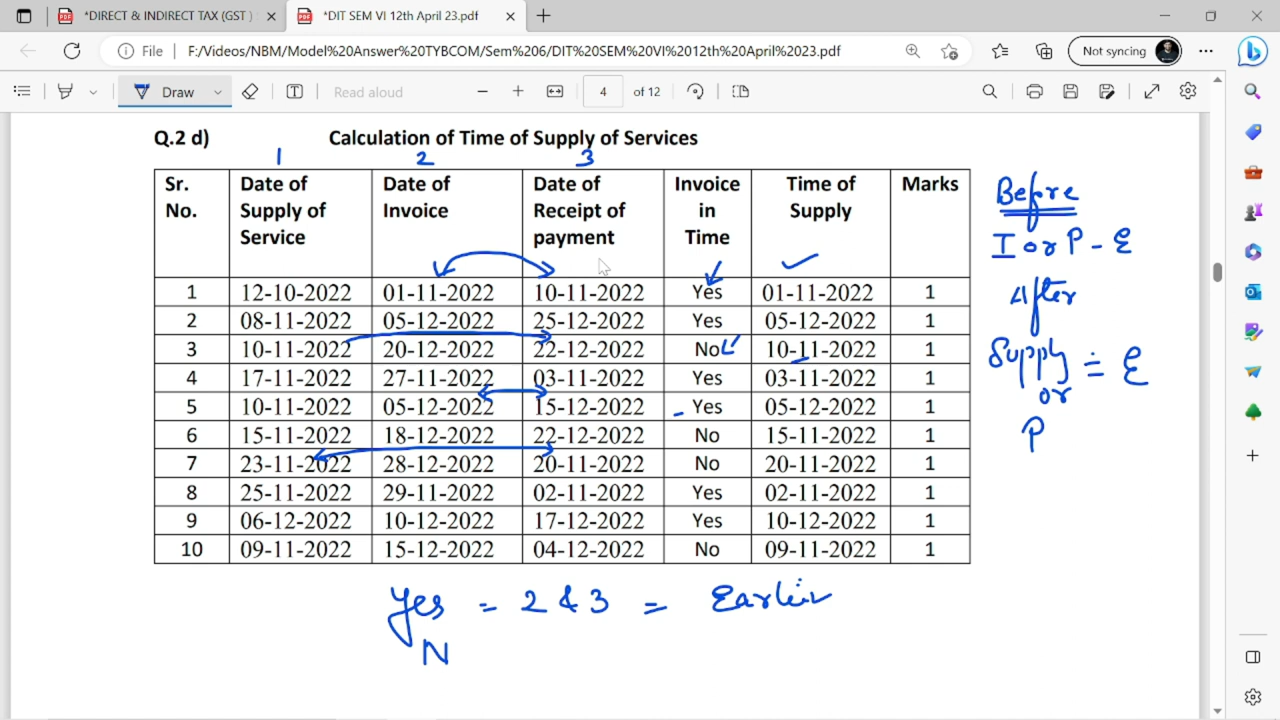 *DIRECT & INDIRECT TAX (GST )
*DIT SEM VI 12th April 23.pdf
File | F:/Videos/NBM/Model%20Answer%20TYBCOM/Sem%206/DIT%20SEM%20VI%2012th%20April%2023.pdf
Not syncing
Draw
Read aloud
4 of 12
Q.2 d) Calculation of Time of Supply of Services
1 2 3
Sr. No. Date of Supply of Service Date of Invoice Date of Receipt of payment Invoice in Time Time of Supply Marks
1 12-10-2022 01-11-2022 10-11-2022 Yes 01-11-2022 1
2 08-11-2022 05-12-2022 25-12-2022 Yes 05-12-2022 1
3 10-11-2022 20-12-2022 22-12-2022 No 10-11-2022 1
4 17-11-2022 27-11-2022 03-11-2022 Yes 03-11-2022 1
5 10-11-2022 05-12-2022 15-12-2022 Yes 05-12-2022 1
6 15-11-2022 18-12-2022 22-12-2022 No 15-11-2022 1
7 23-11-2022 28-12-2022 20-11-2022 No 20-11-2022 1
8 25-11-2022 29-11-2022 02-11-2022 Yes 02-11-2022 1
9 06-12-2022 10-12-2022 17-12-2022 Yes 10-12-2022 1
10 09-11-2022 15-12-2022 04-12-2022 No 09-11-2022 1
Before
I or P - E
After
Supply = E
or
P
Yes = 2 & 3 = Earlier
N